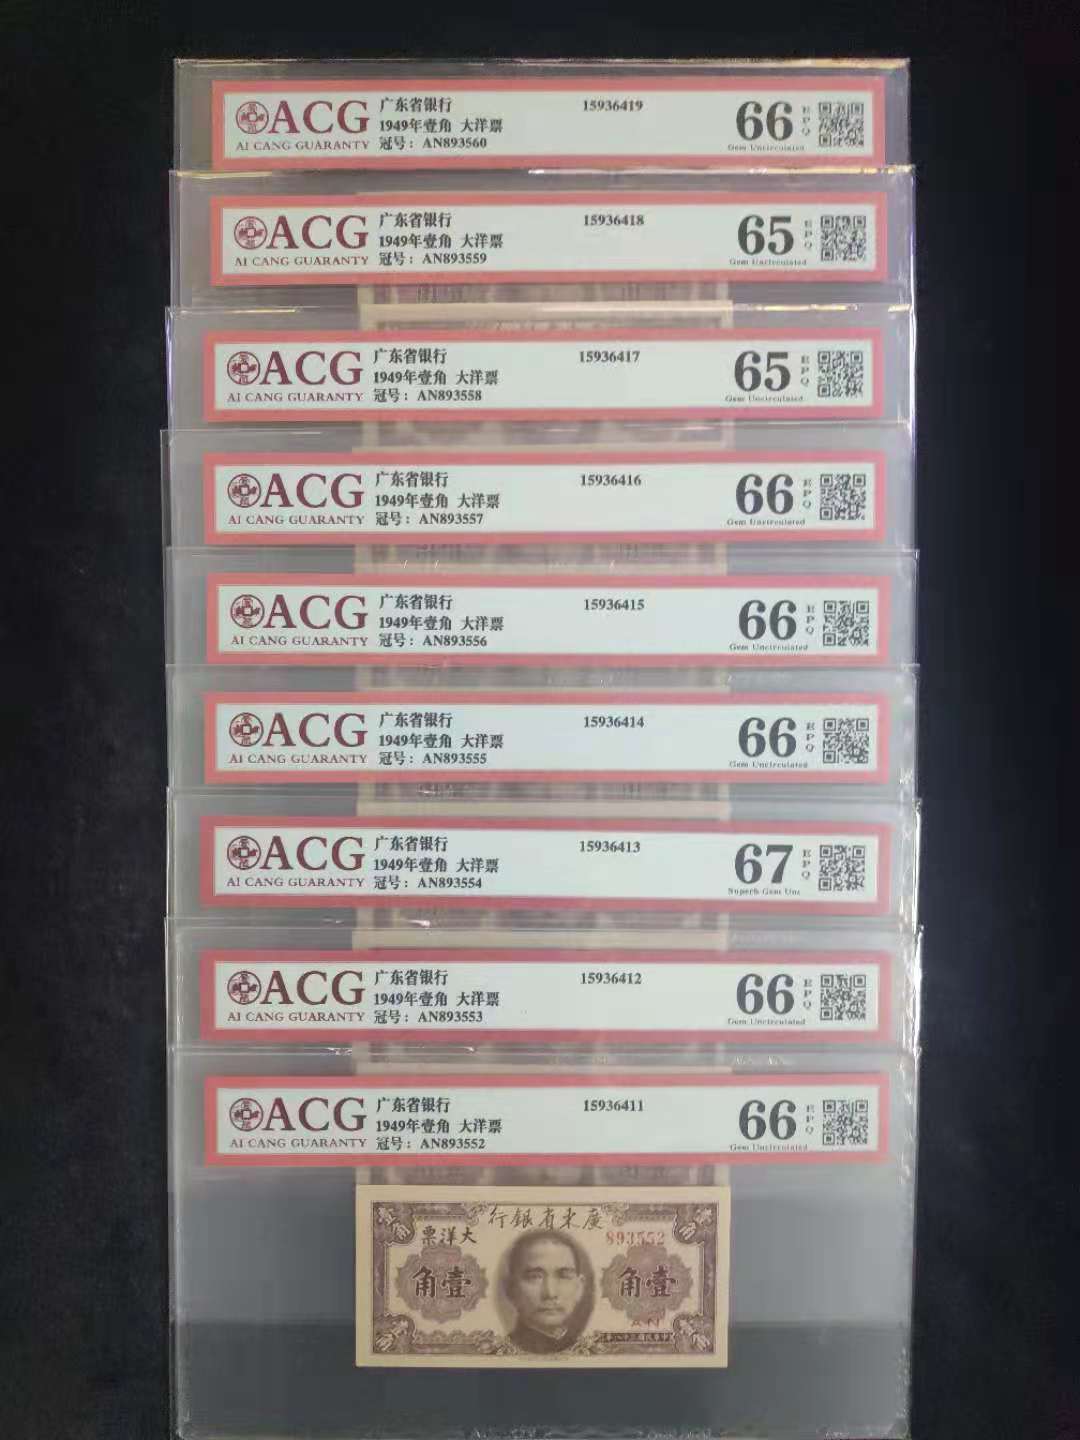 ACG
AI CANG GUARANTY
广东省银行
1949年壹角 大洋票
冠号: AN893560
15936419
66
EPQ
Gem Uncirculated
ACG
AI CANG GUARANTY
广东省银行
1949年壹角 大洋票
冠号: AN893559
15936418
65
EPQ
Gem Uncirculated
ACG
AI CANG GUARANTY
广东省银行
1949年壹角 大洋票
冠号: AN893558
15936417
65
EPQ
Gem Uncirculated
ACG
AI CANG GUARANTY
广东省银行
1949年壹角 大洋票
冠号: AN893557
15936416
66
EPQ
Gem Uncirculated
ACG
AI CANG GUARANTY
广东省银行
1949年壹角 大洋票
冠号: AN893556
15936415
66
EPQ
Gem Uncirculated
ACG
AI CANG GUARANTY
广东省银行
1949年壹角 大洋票
冠号: AN893555
15936414
66
EPQ
Gem Uncirculated
ACG
AI CANG GUARANTY
广东省银行
1949年壹角 大洋票
冠号: AN893554
15936413
67
EPQ
Superb Gem Unc
ACG
AI CANG GUARANTY
广东省银行
1949年壹角 大洋票
冠号: AN893553
15936412
66
EPQ
Gem Uncirculated
ACG
AI CANG GUARANTY
广东省银行
1949年壹角 大洋票
冠号: AN893552
15936411
66
EPQ
Gem Uncirculated
行銀省東廣
票洋大
893552
角壹
角壹
AN